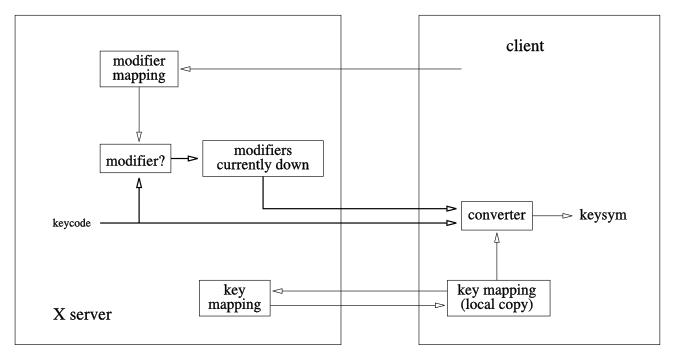 client
modifier
mapping
modifier?
modifiers
currently down
keycode
converter
keysym
key
mapping
key mapping
(local copy)
X server